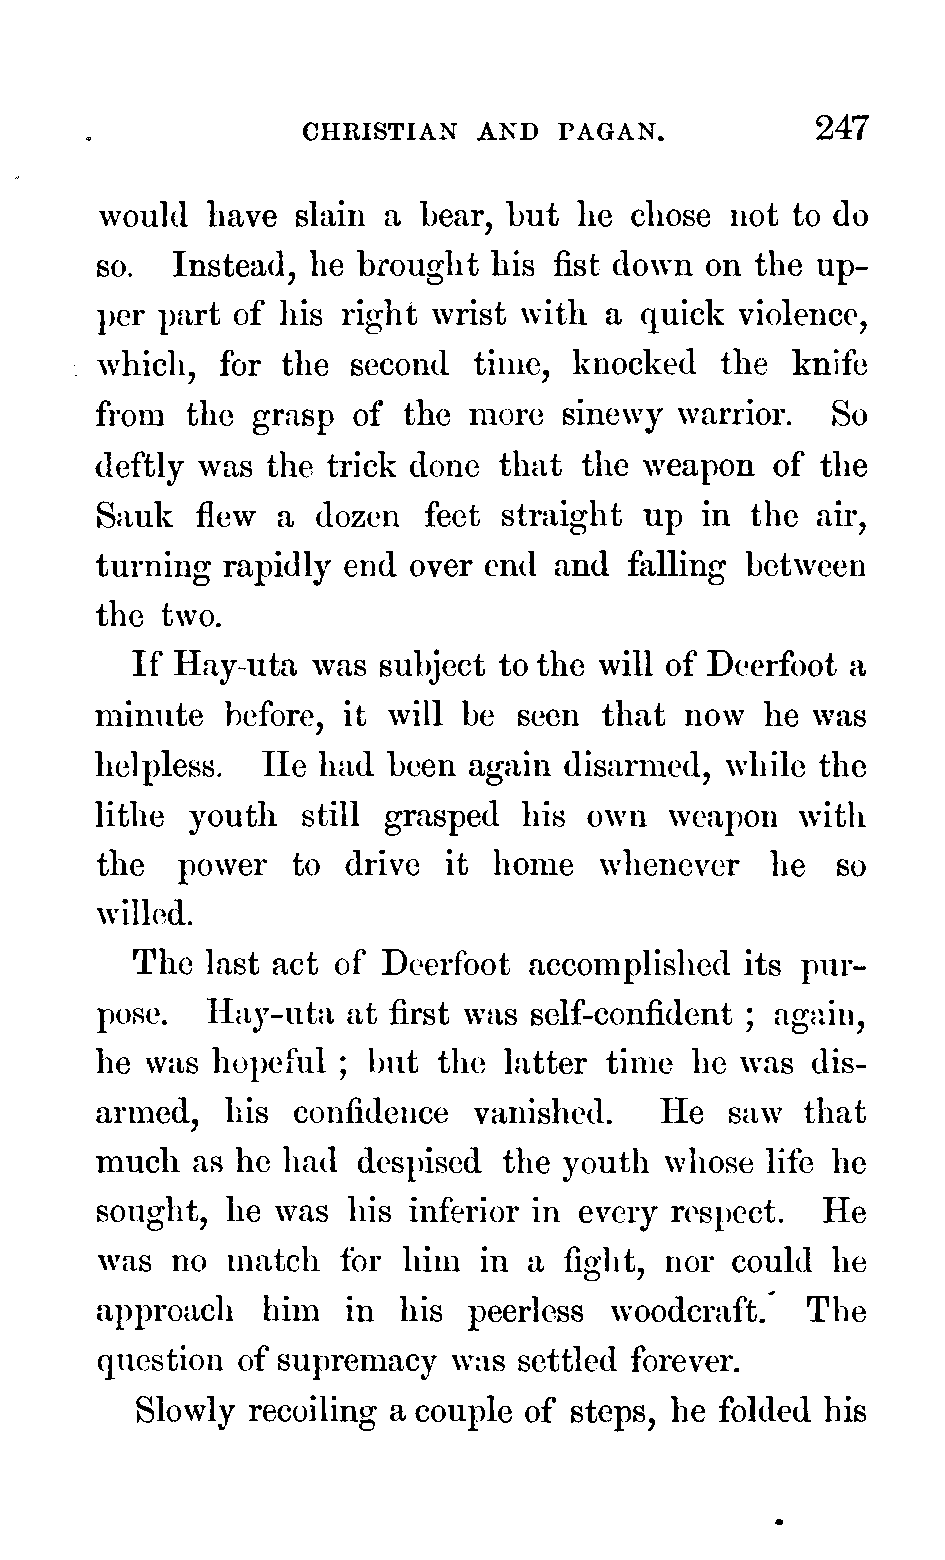 CHRISTIAN AND PAGAN. 247
would have slain a bear, but he chose not to do
so. Instead, he brought his fist down on the up-
per part of his right wrist with a quick violence,
which, for the second time, knocked the knife
from the grasp of the more sinewy warrior. So
deftly was the trick done that the weapon of the
Sauk flew a dozen feet straight up in the air,
turning rapidly end over end and falling between
the two.
If Hay-uta was subject to the will of Deerfoot a
minute before, it will be seen that now he was
helpless. He had been again disarmed, while the
lithe youth still grasped his own weapon with
the power to drive it home whenever he so
willed.
The last act of Deerfoot accomplished its pur-
pose. Hay-uta at first was self-confident ; again,
he was hopeful ; but the latter time he was dis-
armed, his confidence vanished. He saw that
much as he had despised the youth whose life he
sought, he was his inferior in every respect. He
was no match for him in a fight, nor could he
approach him in his peerless woodcraft. The
question of supremacy was settled forever.
Slowly recoiling a couple of steps, he folded his